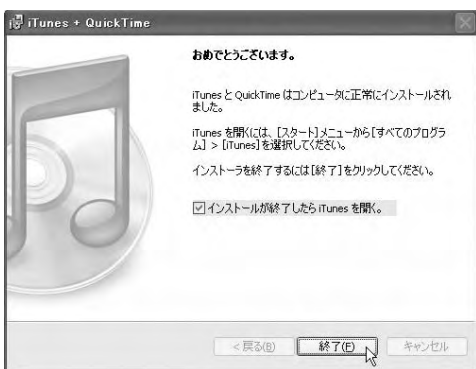 iTunes + QuickTime
おめでとうございます。
iTunes と QuickTime はコンピュータに正常にインストールされ
ました。
iTunes を開くには、[スタート]メニューから[すべてのプログラ
ム] > [iTunes]を選択してください。
インストーラを終了するには[終了]をクリックしてください。
インストールが終了したら iTunes を開く。
< 戻る(B) 終了(F) キャンセル